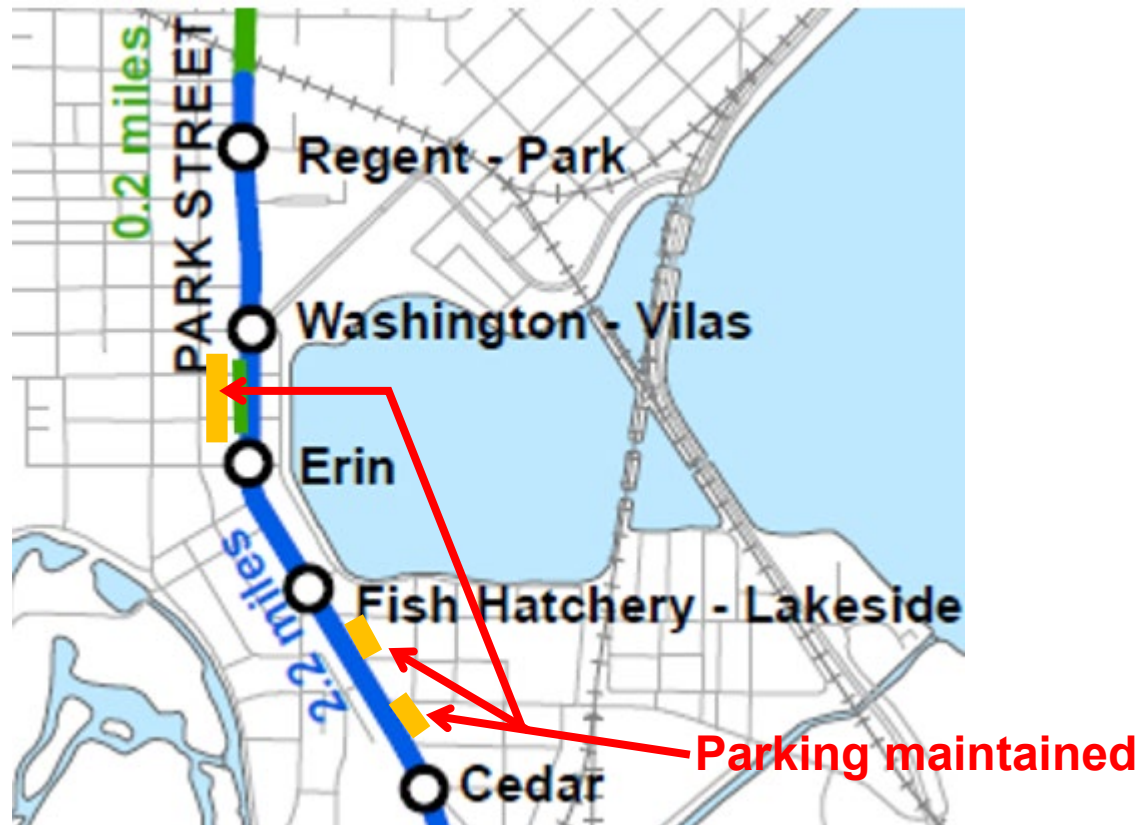 0.2 miles
PARK STREET
Regent - Park
Washington - Vilas
Erin
2.2 miles
Fish Hatchery - Lakeside
Parking maintained
Cedar